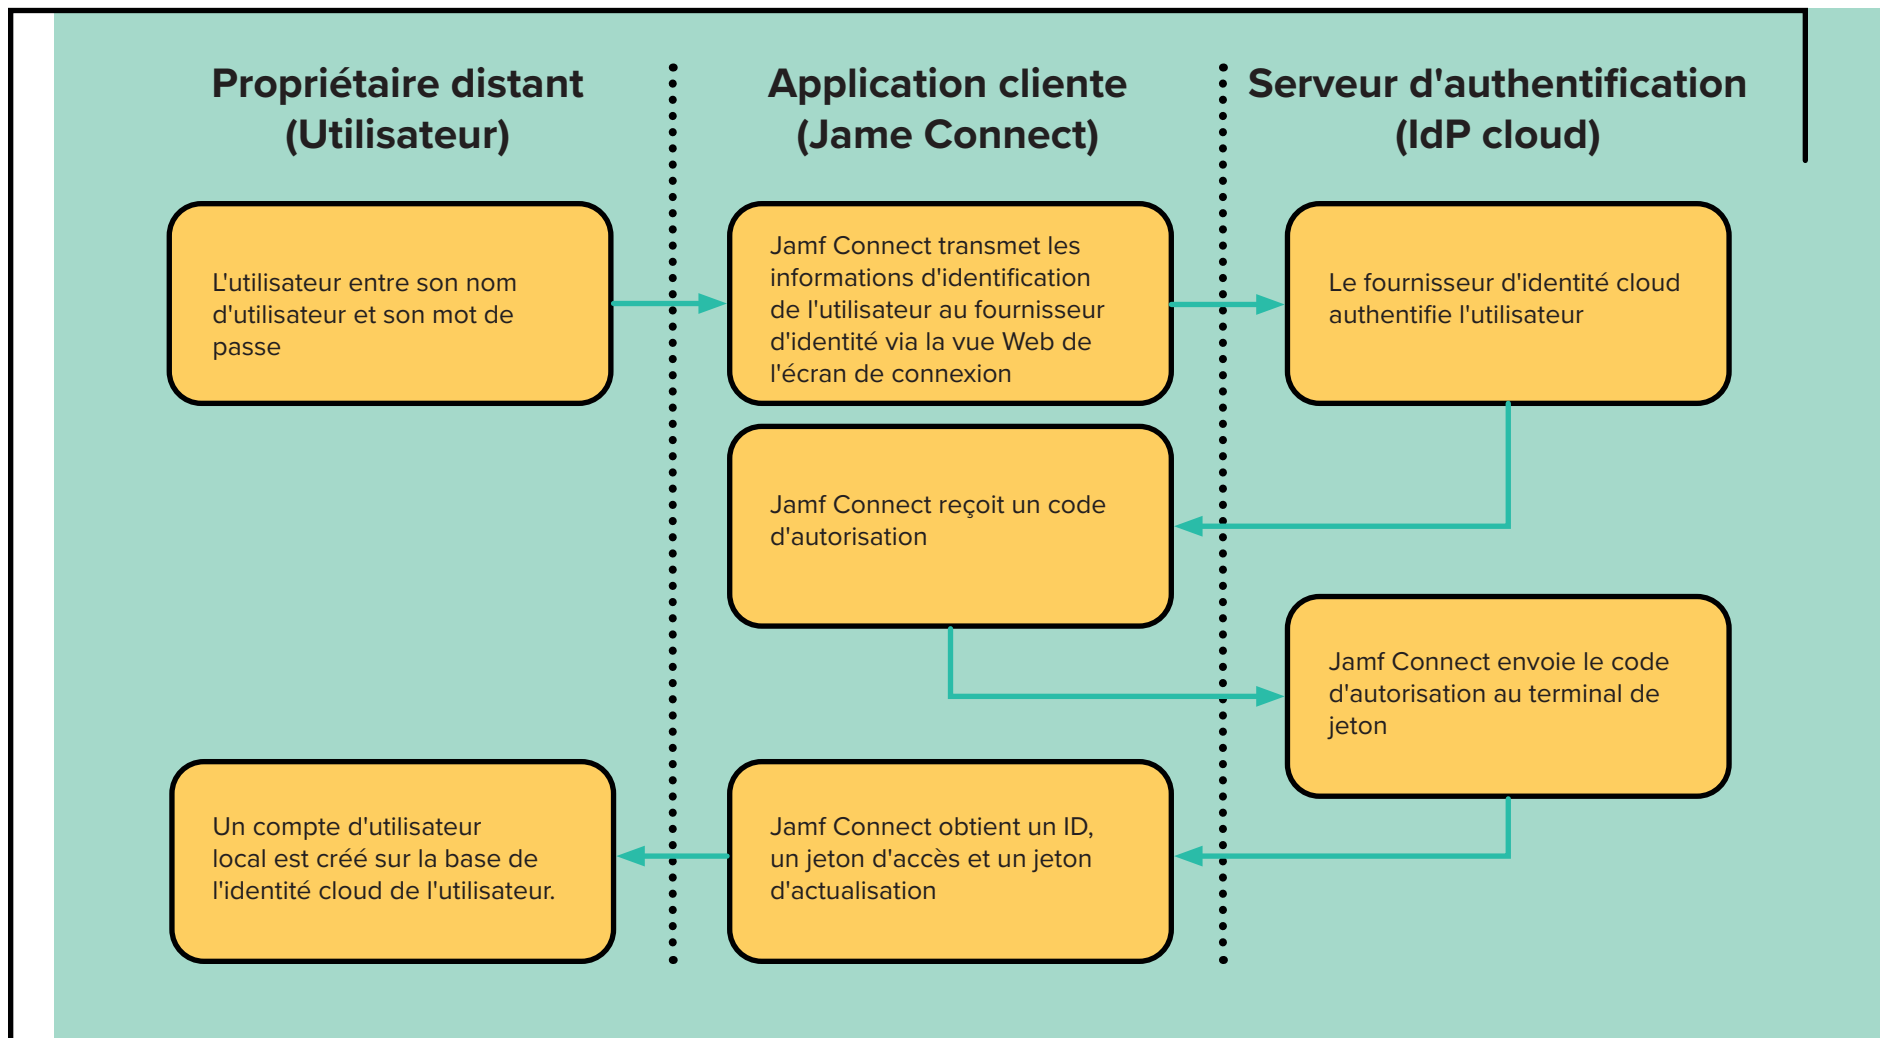 Propriétaire distant
(Utilisateur)
Application cliente
(Jame Connect)
Serveur d'authentification
(IdP cloud)
L'utilisateur entre son nom
d'utilisateur et son mot de
passe
Jamf Connect transmet les
informations d'identification
de l'utilisateur au fournisseur
d'identité via la vue Web de
l'écran de connexion
Le fournisseur d'identité cloud
authentifie l'utilisateur
Jamf Connect reçoit un code
d'autorisation
Jamf Connect envoie le code
d'autorisation au terminal de
jeton
Un compte d'utilisateur
local est créé sur la base de
l'identité cloud de l'utilisateur.
Jamf Connect obtient un ID,
un jeton d'accès et un jeton
d'actualisation